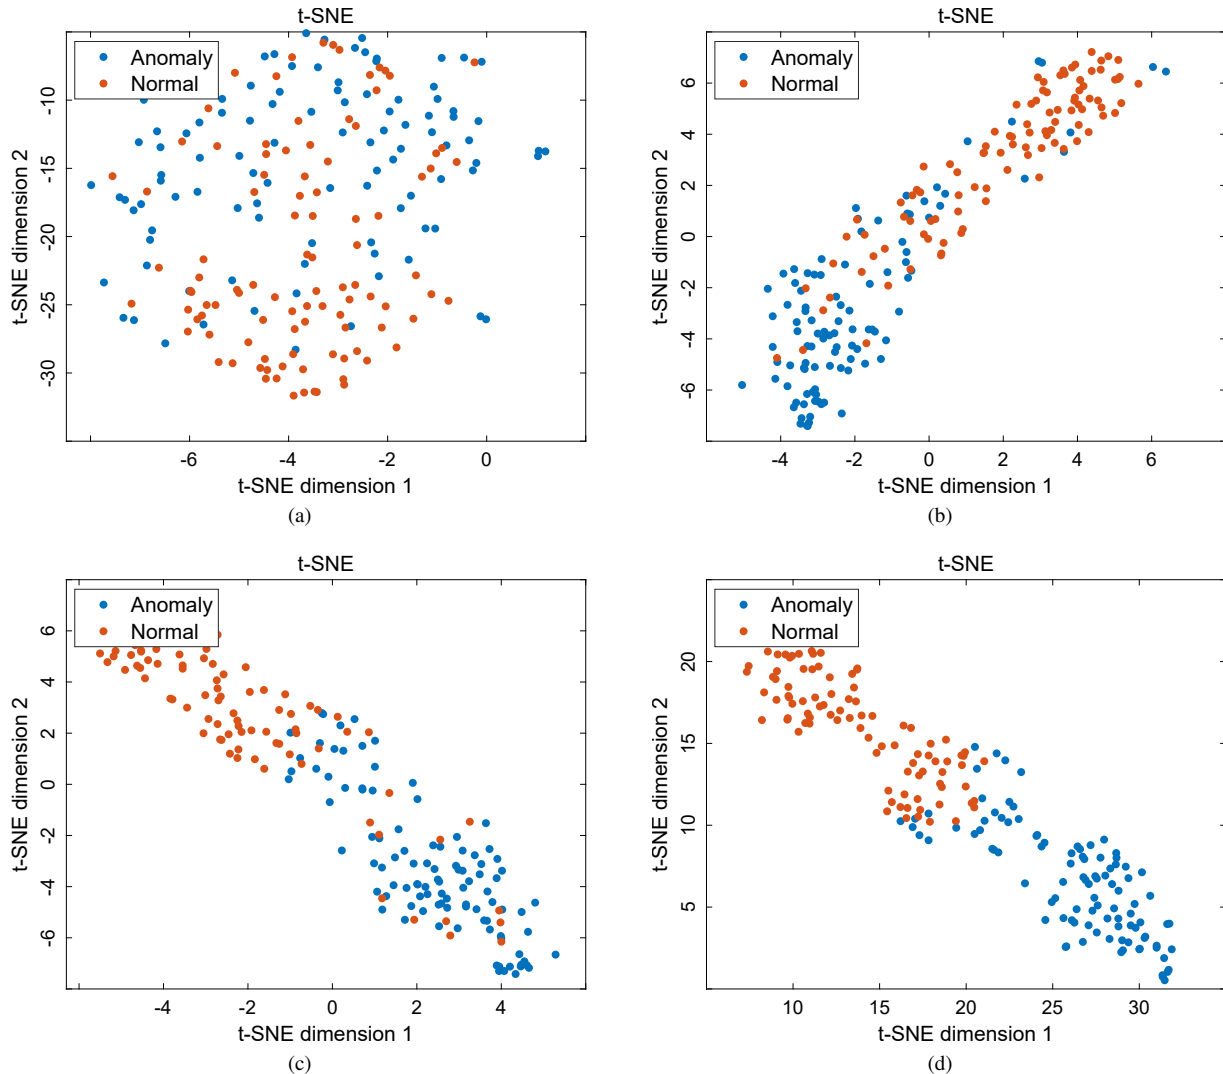 t-SNE
Anomaly
Normal
-10
-15
-20
-25
-30
t-SNE dimension 2
-6
-4
-2
0
t-SNE dimension 1
(a)
t-SNE
Anomaly
Normal
6
4
2
0
-2
-4
-6
t-SNE dimension 2
-4
-2
0
2
4
6
t-SNE dimension 1
(b)
t-SNE
Anomaly
Normal
6
4
2
0
-2
-4
-6
t-SNE dimension 2
-4
-2
0
2
4
t-SNE dimension 1
(c)
t-SNE
Anomaly
Normal
20
15
10
5
t-SNE dimension 2
10
15
20
25
30
t-SNE dimension 1
(d)